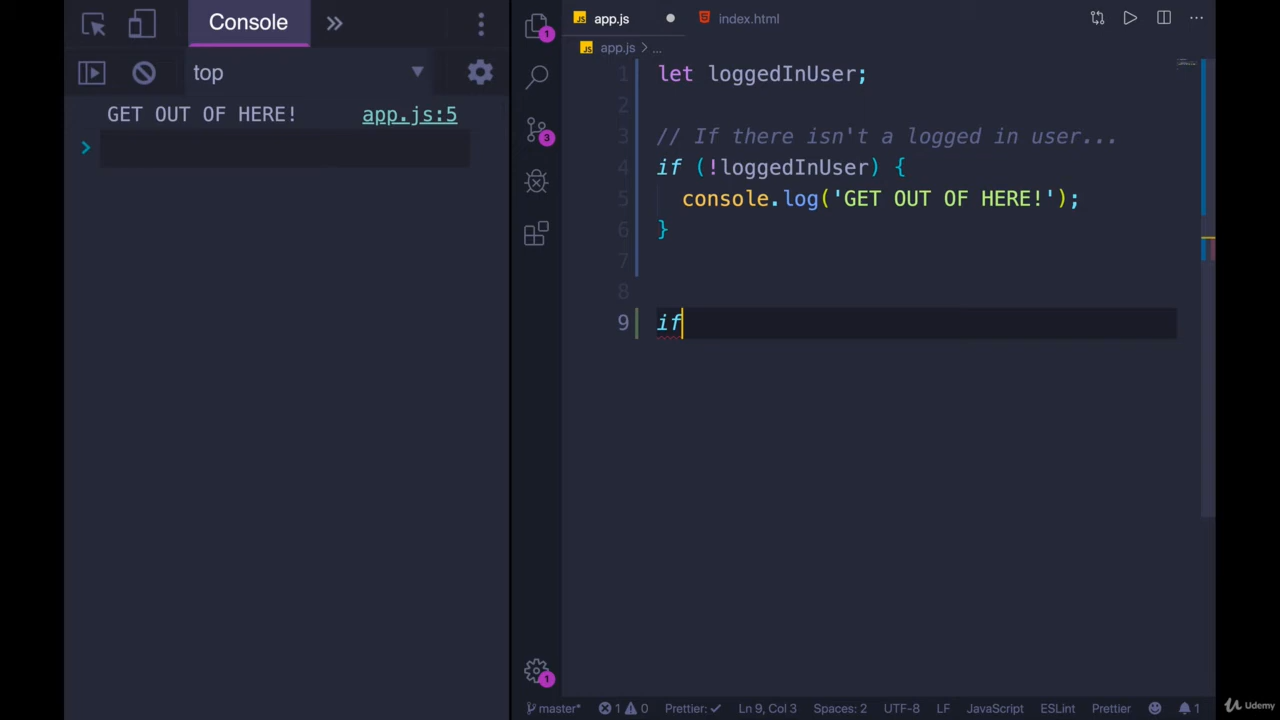 Console
top
GET OUT OF HERE! app.js:5
app.js
index.html
app.js > ...
1 let loggedInUser;
2
3 // If there isn't a logged in user...
4 if (!loggedInUser) {
5 console.log('GET OUT OF HERE!');
6 }
7
8
9 if
1
3
1
master* 1 0 Prettier: ✓ Ln 9, Col 3 Spaces: 2 UTF-8 LF JavaScript ESLint Prettier 1
Udemy